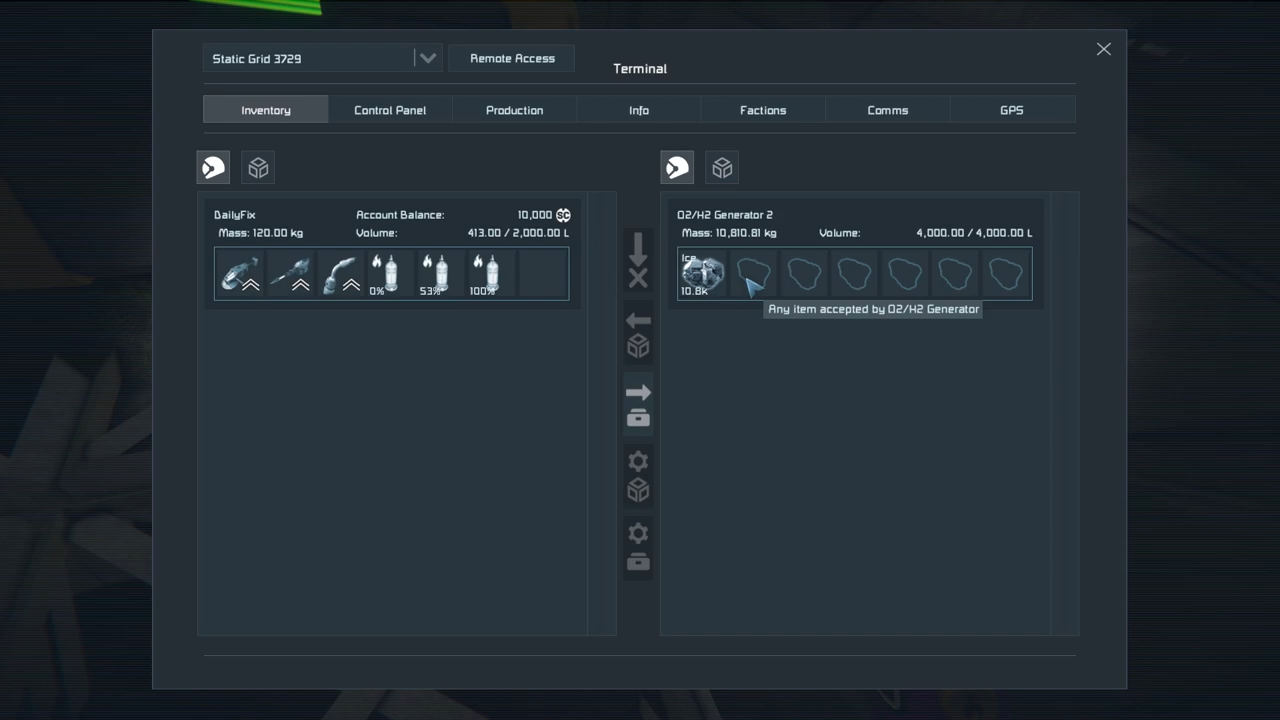 Static Grid 3729
Remote Access
Terminal
Inventory
Control Panel
Production
Info
Factions
Comms
GPS
DailyFix
Account Balance:
10,000 SC
Mass: 120.00 kg
Volume:
413.00 / 2,000.00 L
0%
53%
100%
O2/H2 Generator 2
Mass: 10,810.81 kg
Volume:
4,000.00 / 4,000.00 L
Ice
10.8k
Any item accepted by O2/H2 Generator